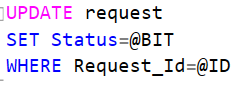 UPDATE request
SET Status=@BIT
WHERE Request_Id=@ID